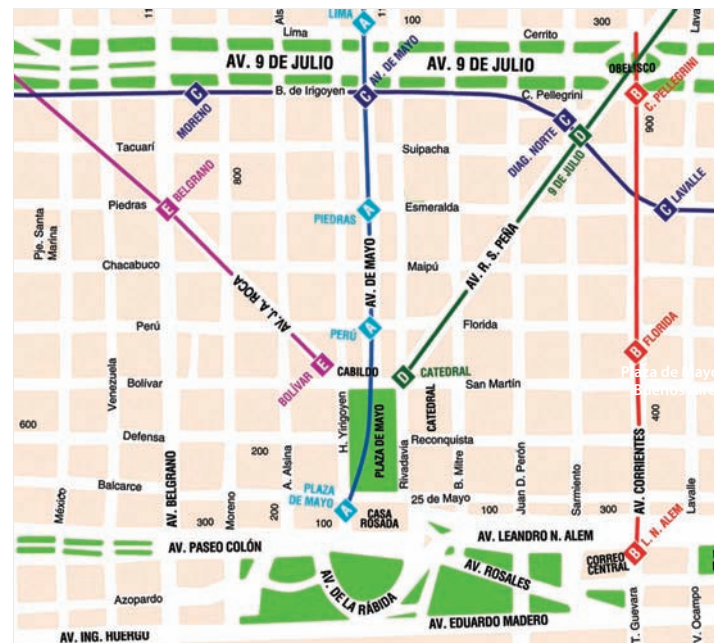 LIMA
100
300
Lima
Cerrito
AV. 9 DE JULIO
AV. DE MAYO
AV. 9 DE JULIO
OBELISCO
C
MORENO
B. de Irigoyen
C
C. Pellegrini
B
C. PELLEGRINI
900
DIAG. NORTE
C
D
9 DE JULIO
Tacuarí
Suipacha
800
BELGRANO
LAVALLE
Piedras
E
PIEDRAS
A
Esmeralda
C
Pje. Santa
Marina
Chacabuco
AV. J. A. ROCA
AV. DE MAYO
Maipú
AV. R. S. PEÑA
Perú
PERÚ
A
Florida
FLORIDA
B
BOLÍVAR
E
CABILDO
D
CATEDRAL
Plaza de Mayo
Venezuela
Bolívar
H. Yirigoyen
PLAZA DE MAYO
Rivadavia
CATEDRAL
San Martín
400
600
Defensa
200
Reconquista
AV. BELGRANO
A. Alsina
B. Mitre
Juan D. Perón
Sarmiento
AV. CORRIENTES
Lavalle
México
Balcarce
PLAZA
DE MAYO
A
25 de Mayo
300
Moreno
200
100
CASA
ROSADA
100
300
AV. PASEO COLÓN
AV. LEANDRO N. ALEM
L. N. ALEM
B
CORREO
CENTRAL
AV. ROSALES
AV. DE LA RÁBIDA
Azopardo
AV. EDUARDO MADERO
T. Guevara
V. Ocampo
AV. ING. HUERGO